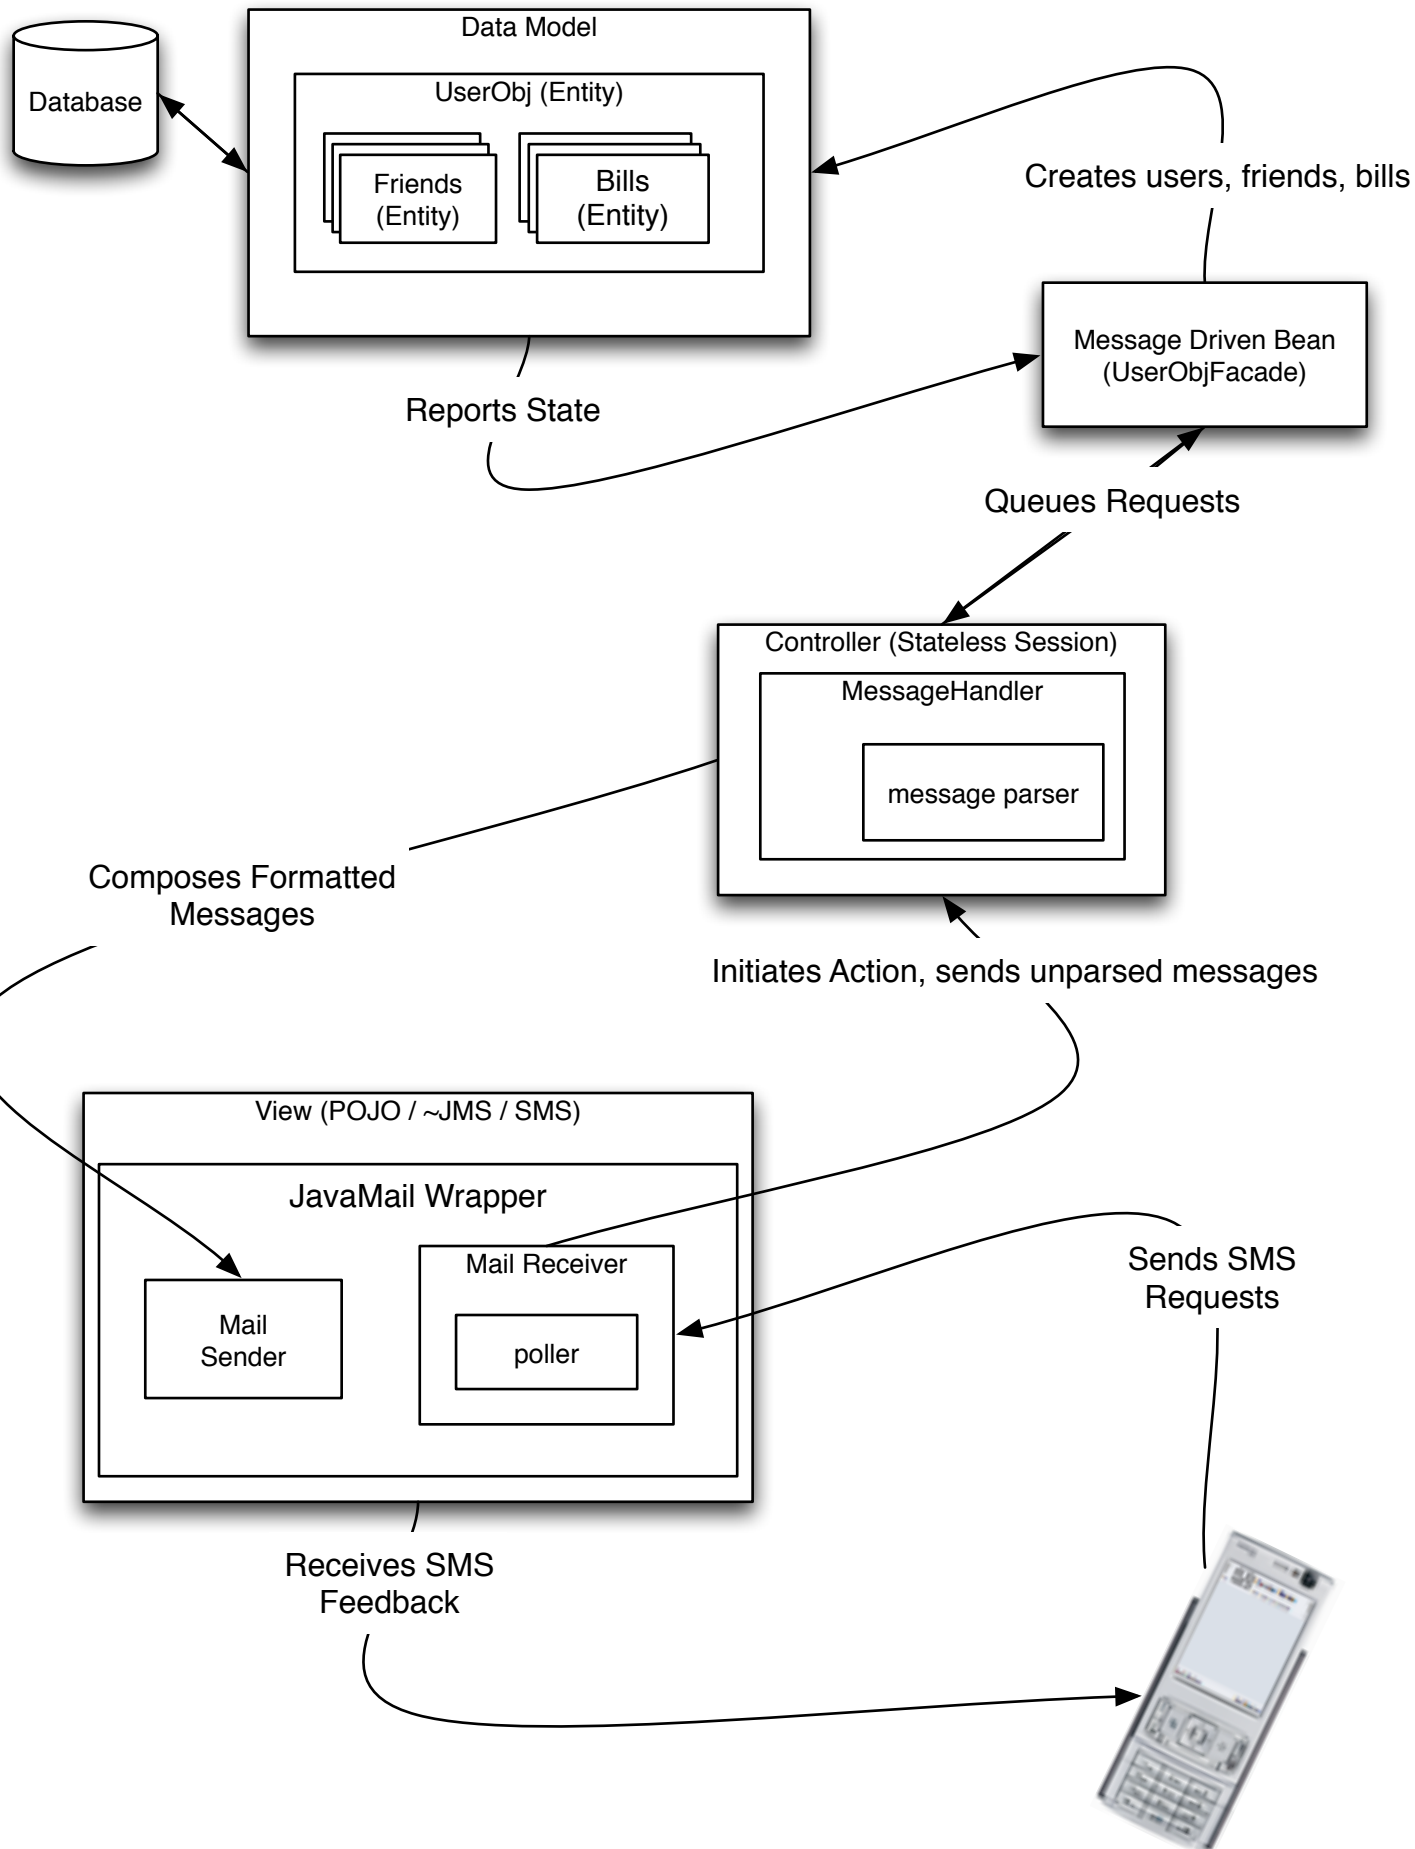 Data Model
Database
UserObj (Entity)
Friends
(Entity)
Bills
(Entity)
Creates users, friends, bills
Message Driven Bean
(UserObjFacade)
Reports State
Queues Requests
Controller (Stateless Session)
MessageHandler
message parser
Composes Formatted
Messages
Initiates Action, sends unparsed messages
View (POJO / ~JMS / SMS)
JavaMail Wrapper
Mail Receiver
poller
Mail
Sender
Sends SMS
Requests
Receives SMS
Feedback